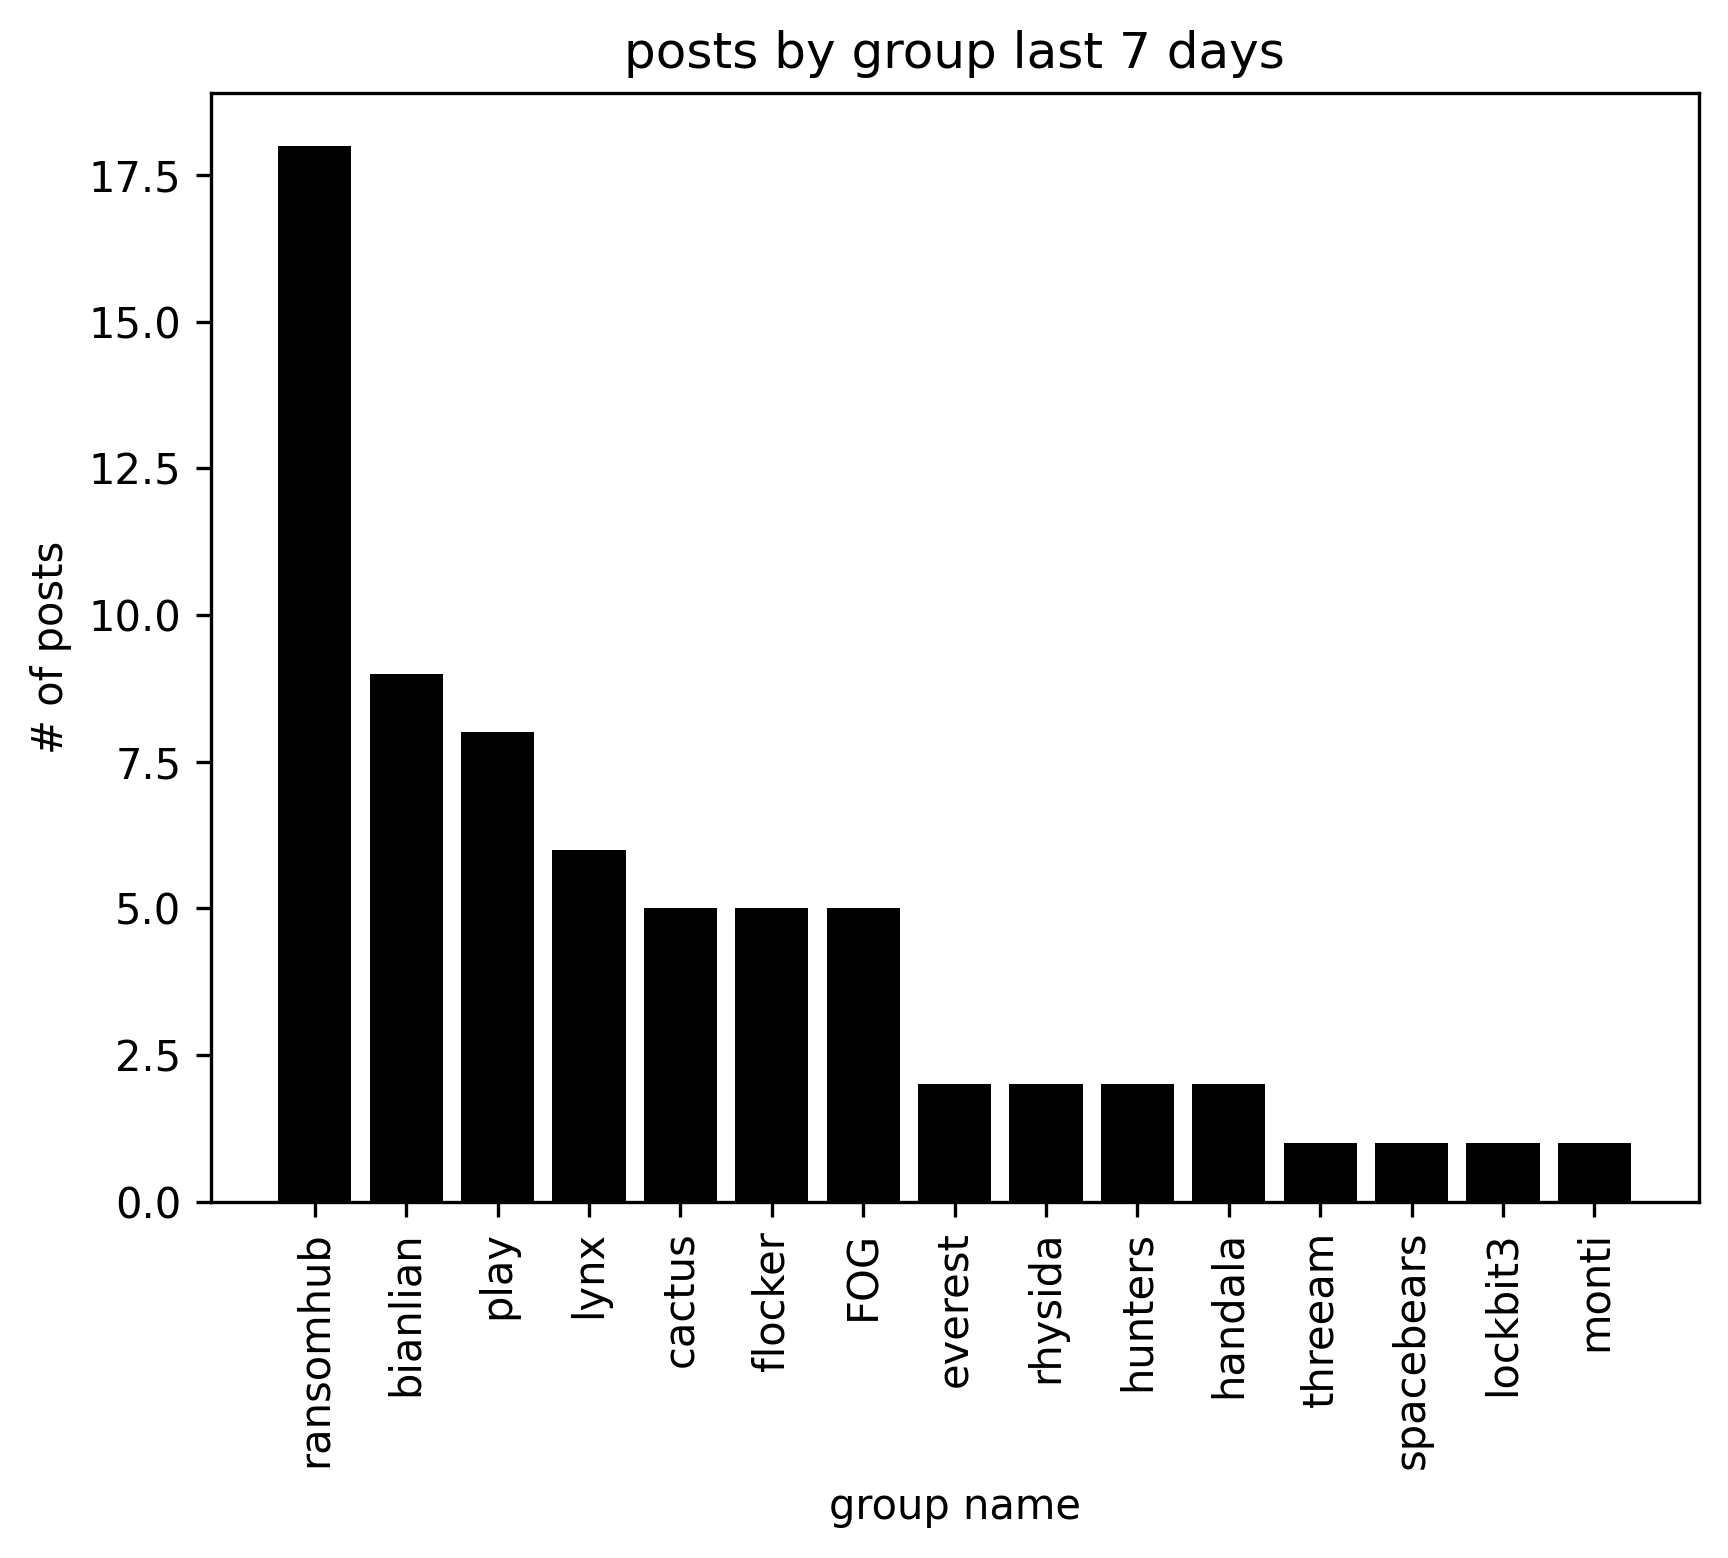 posts by group last 7 days
# of posts
17.5
15.0
12.5
10.0
7.5
5.0
2.5
0.0
ransomhub
bianlian
play
lynx
cactus
flocker
FOG
everest
rhysida
hunters
handala
threeam
spacebears
lockbit3
monti
group name